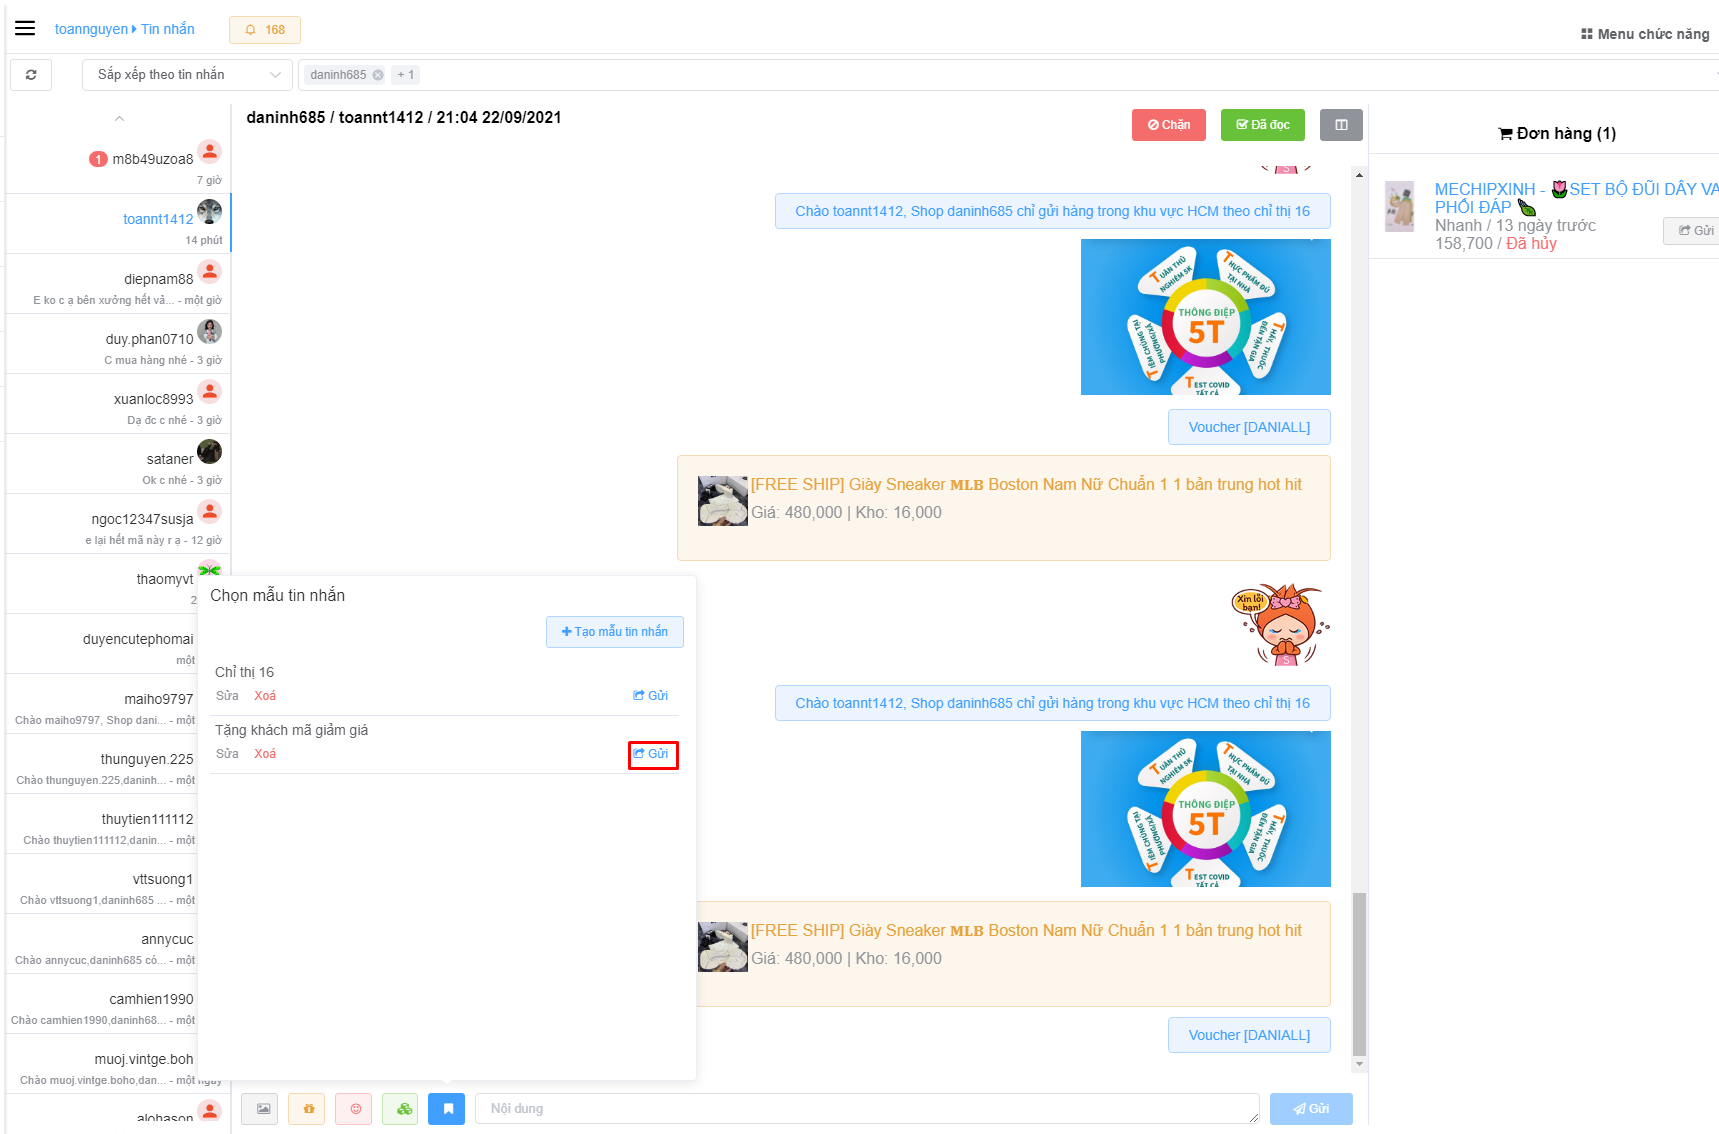 toannguyen Tin nhắn
168
Menu chức năng
Sắp xếp theo tin nhắn
daninh685
+ 1
m8b49uzoa8
1
7 giờ
toannt1412
14 phút
diepnam88
E ko c ạ bên xưởng hết vả... - một giờ
duy.phan0710
C mua hàng nhé - 3 giờ
xuanloc8993
Dạ đc c nhé - 3 giờ
sataner
Ok c nhé - 3 giờ
ngoc12347susja
e lại hết mã này r ạ - 12 giờ
thaomyvt
2
duyencutephomai
một
maiho9797
Chào maiho9797, Shop dani... - một
thunguyen.225
Chào thunguyen.225,daninh... - một
thuytien111112
Chào thuytien111112,danin... - một
vttsuong1
Chào vttsuong1,daninh685 ... - một
annycuc
Chào annycuc,daninh685 có... - một
camhien1990
Chào camhien1990,daninh68... - một
muoj.vintge.boh
Chào muoj.vintge.boho,dan... - một ngày
alohason
daninh685 / toannt1412 / 21:04 22/09/2021
Chặn
Đã đọc
S
Chào toannt1412, Shop daninh685 chỉ gửi hàng trong khu vực HCM theo chỉ thị 16
TUÂN THỦ
NGHIÊM 5K
THỰC PHẨM ĐỦ
TẠI NHÀ
THÔNG ĐIỆP
5T
THẦY, THUỐC
ĐẾN TẬN GIA
TIÊM CHỦNG TẠI
PHƯỜNG/XÃ
TEST COVID
TẤT CẢ
Voucher [DANIALL]
[FREE SHIP] Giày Sneaker MLB Boston Nam Nữ Chuẩn 1 1 bản trung hot hit
Giá: 480,000 | Kho: 16,000
Xin lỗi
bạn!
S
Chào toannt1412, Shop daninh685 chỉ gửi hàng trong khu vực HCM theo chỉ thị 16
TUÂN THỦ
NGHIÊM 5K
THỰC PHẨM ĐỦ
TẠI NHÀ
THÔNG ĐIỆP
5T
THẦY, THUỐC
ĐẾN TẬN GIA
TIÊM CHỦNG TẠI
PHƯỜNG/XÃ
TEST COVID
TẤT CẢ
[FREE SHIP] Giày Sneaker MLB Boston Nam Nữ Chuẩn 1 1 bản trung hot hit
Giá: 480,000 | Kho: 16,000
Voucher [DANIALL]
Chọn mẫu tin nhắn
Tạo mẫu tin nhắn
Chỉ thị 16
Sửa Xoá Gửi
Tặng khách mã giảm giá
Sửa Xoá Gửi
Nội dung
Gửi
Đơn hàng (1)
MECHIPXINH - 🌷SET BỘ ĐŨI DÂY VA
PHỐI ĐÁP
Nhanh / 13 ngày trước
158,700 / Đã hủy
Gửi